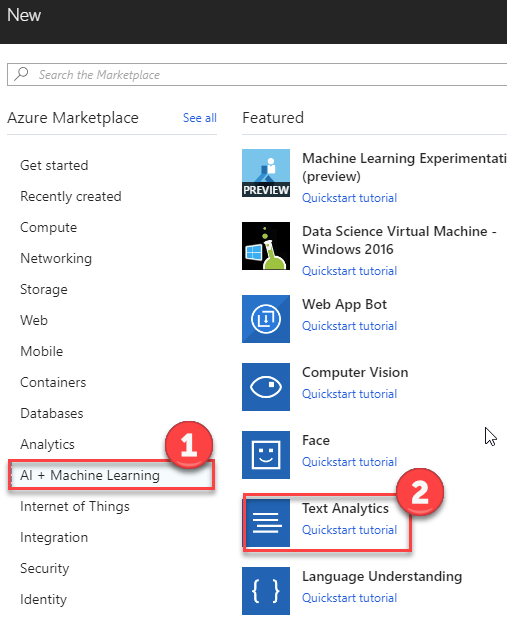 New
Search the Marketplace
Azure Marketplace
See all
Get started
Recently created
Compute
Networking
Storage
Web
Mobile
Containers
Databases
Analytics
1
AI + Machine Learning
Internet of Things
Integration
Security
Identity
Featured
PREVIEW
Machine Learning Experimentati
(preview)
Quickstart tutorial
Data Science Virtual Machine -
Windows 2016
Quickstart tutorial
Web App Bot
Quickstart tutorial
Computer Vision
Quickstart tutorial
Face
Quickstart tutorial
2
Text Analytics
Quickstart tutorial
{ }
Language Understanding
Quickstart tutorial